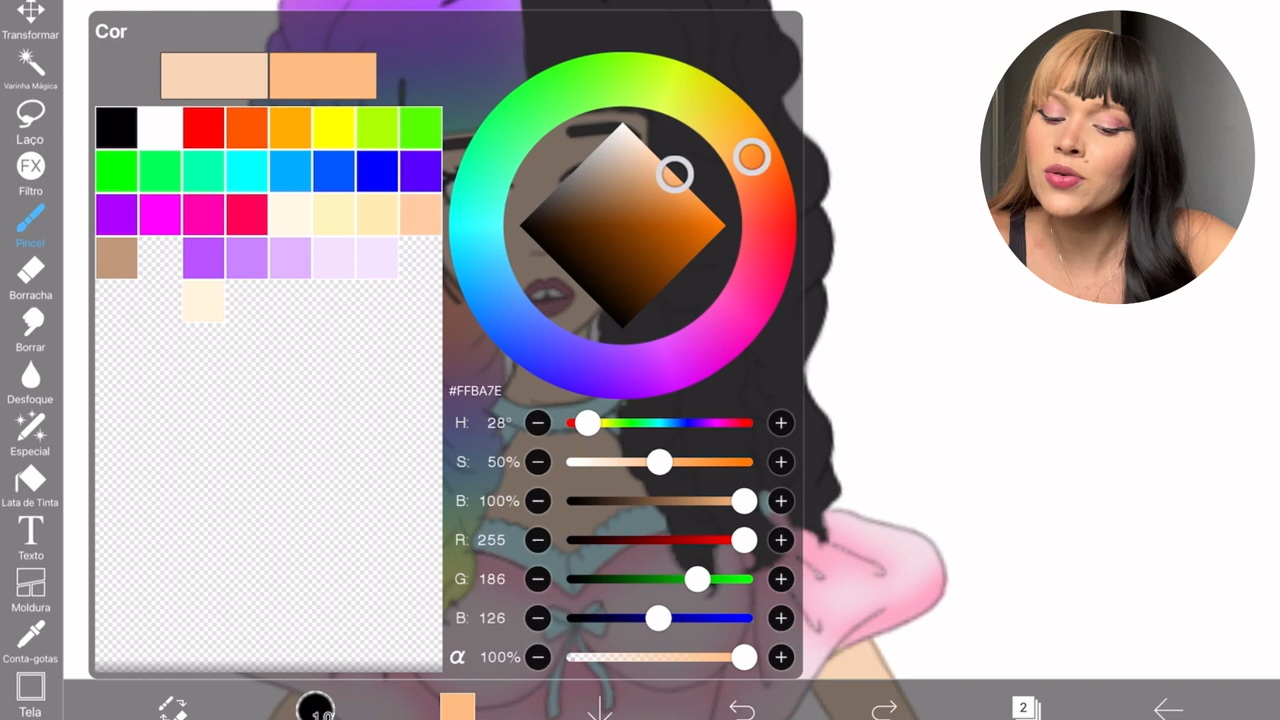 Transformar
Varinha Mágica
Laço
FX
Filtro
Pincel
Borracha
Borrar
Desfoque
Especial
Lata de Tinta
T
Texto
Moldura
Conta-gotas
Tela
Cor
#FFBA7E
H: 28°
S: 50%
B: 100%
R: 255
G: 186
B: 126
α 100%
10
2